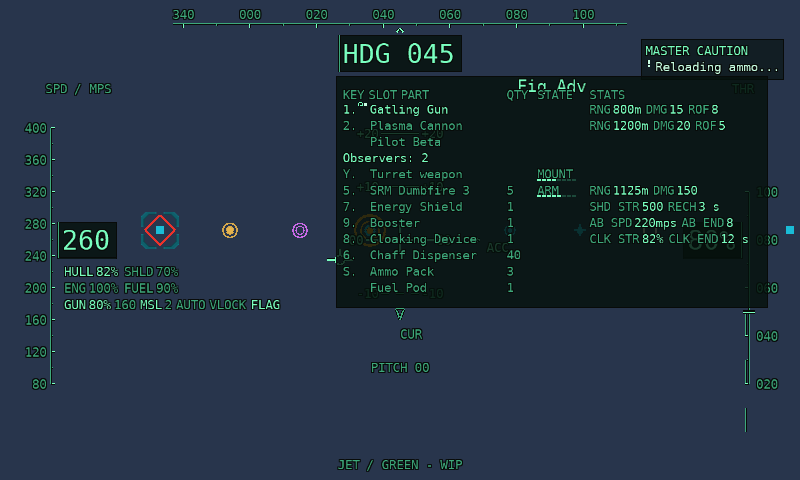 340 000 020 040 060 080 100
HDG 045
MASTER CAUTION
! Reloading ammo...
SPD / MPS
THR
Fig Adv
KEY SLOT PART QTY STATE STATS
1. Gatling Gun RNG 800m DMG 15 ROF 8
2. Plasma Cannon RNG 1200m DMG 20 ROF 5
Pilot Beta
Observers: 2
Y. Turret weapon MOUNT
5. SRM Dumbfire 3 5 ARM RNG 1125m DMG 150
7. Energy Shield 1 SHD STR 500 RECH 3 s
9. Booster 1 AB SPD 220mps AB END 8
8. Cloaking Device 1 CLK STR 82% CLK END 12 s
6. Chaff Dispenser 40
S. Ammo Pack 3
Fuel Pod 1
400
360
320
280
240
200
160
120
80
260
HULL 82% SHLD 70%
ENG 100% FUEL 90%
GUN 80% 160 MSL 2 AUTO VLOCK FLAG
100
080
060
040
020
80%
ACC
CUR
PITCH 00
JET / GREEN - WIP